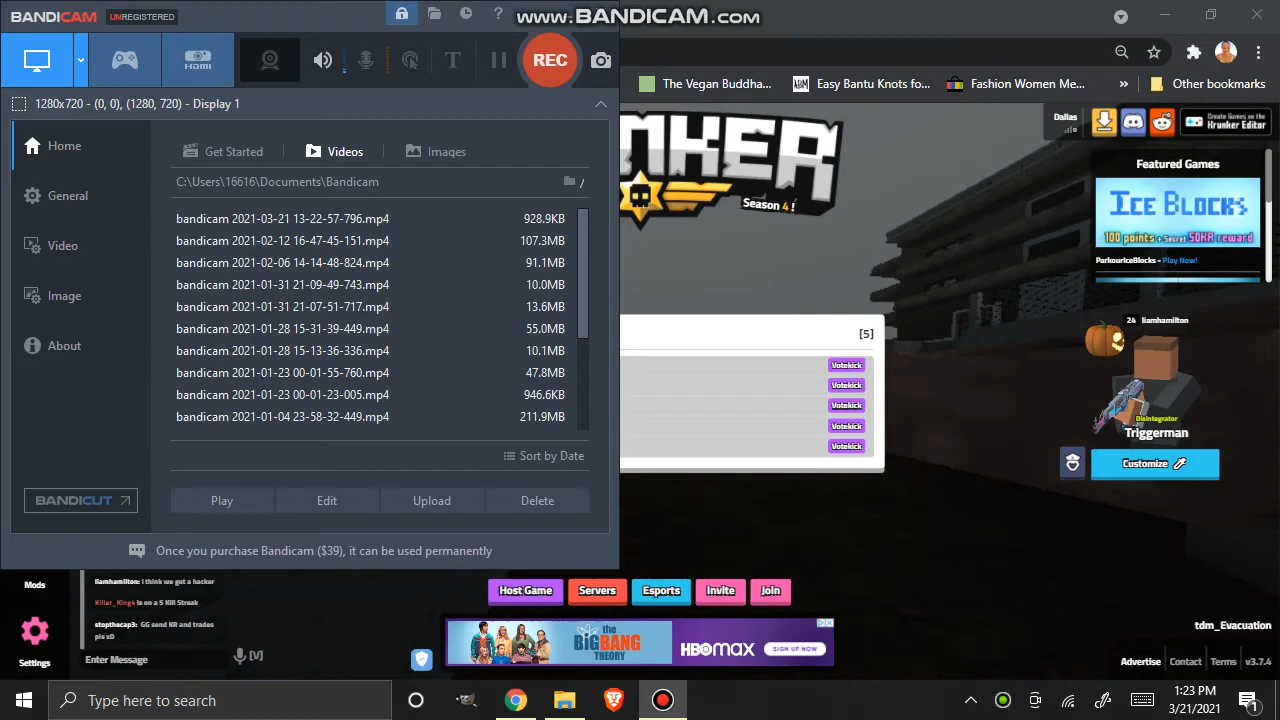 BANDICAM UNREGISTERED
www.BANDICAM.com
HDMI
T
REC
1280x720 - (0, 0), (1280, 720) - Display 1
Home
General
Video
Image
About
BANDICUT
Get Started
Videos
Images
C:\Users\16616\Documents\Bandicam
/
bandicam 2021-03-21 13-22-57-796.mp4 928.9KB
bandicam 2021-02-12 16-47-45-151.mp4 107.3MB
bandicam 2021-02-06 14-14-48-824.mp4 91.1MB
bandicam 2021-01-31 21-09-49-743.mp4 10.0MB
bandicam 2021-01-31 21-07-51-717.mp4 13.6MB
bandicam 2021-01-28 15-31-39-449.mp4 55.0MB
bandicam 2021-01-28 15-13-36-336.mp4 10.1MB
bandicam 2021-01-23 00-01-55-760.mp4 47.8MB
bandicam 2021-01-23 00-01-23-005.mp4 946.6KB
bandicam 2021-01-04 23-58-32-449.mp4 211.9MB
Sort by Date
Play
Edit
Upload
Delete
Once you purchase Bandicam ($39), it can be used permanently
The Vegan Buddha...
Easy Bantu Knots fo...
Fashion Women Me...
»
Other bookmarks
NKER
Season 4 !
Dallas
Create Games on the
Krunker Editor
Featured Games
ICE BLOCKS
100 points + Secret 50KR reward
ParkourIceBlocks - Play Now!
24 liamhamilton
Disintegrator
Triggerman
Customize
[5]
Votekick
Votekick
Votekick
Votekick
Votekick
Mods
Settings
liamhamilton: I think we got a hacker
Killer_King4 Is on a 5 Kill Streak
stopthecap3: GG send KR and trades
pls xD
Enter Message
[V]
Host Game
Servers
Esports
Invite
Join
the
BIG BANG
THEORY
HBOMAX
SIGN UP NOW
tdm_Evacuation
Advertise
Contact
Terms
v3.7.4
Type here to search
1:23 PM
3/21/2021
1